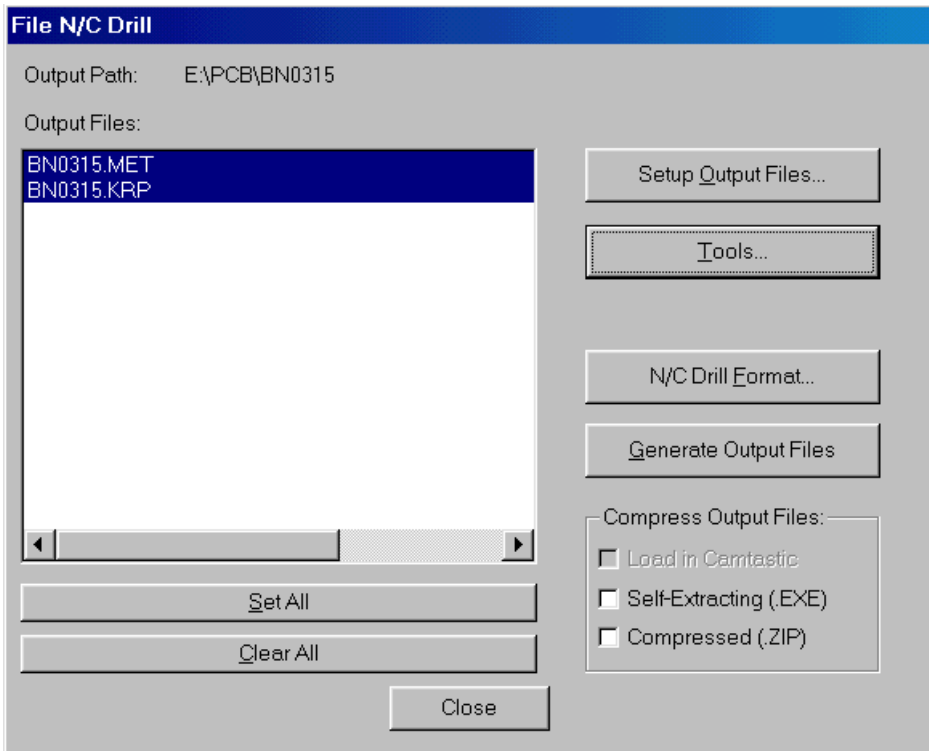 File N/C Drill
Output Path: E:\PCB\BN0315
Output Files:
BN0315.MET
BN0315.KRP
Setup Output Files...
Tools...
N/C Drill Format...
Generate Output Files
Compress Output Files:
Load in Camtastic
Self-Extracting (.EXE)
Compressed (.ZIP)
Set All
Clear All
Close